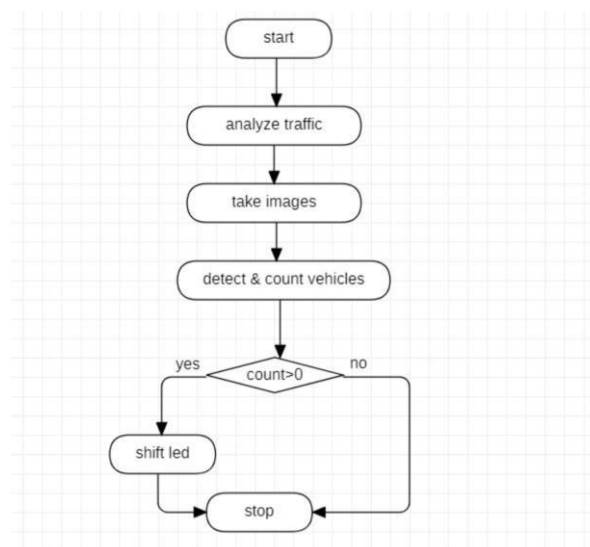 start
analyze traffic
take images
detect & count vehicles
yes
count>0
no
shift led
stop